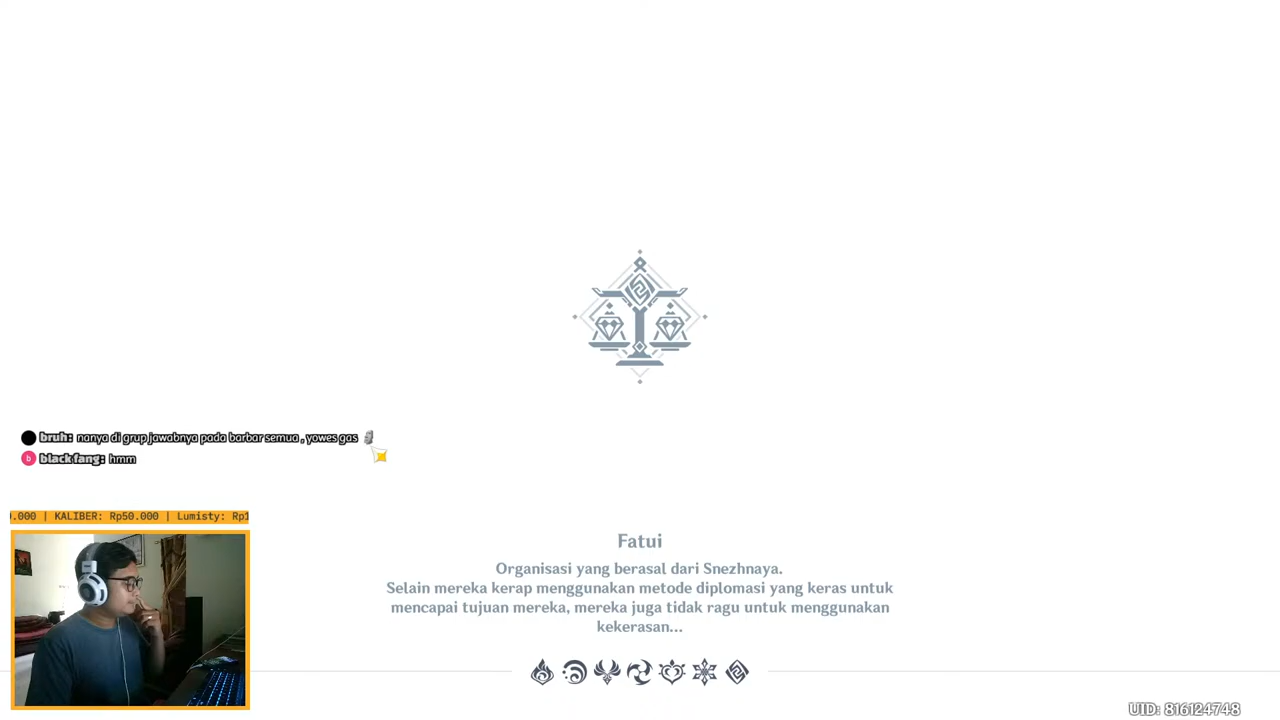 bruh: nanya di grup jawabnya pada barbar semua , yowes gas
black fang: hmm
0.000 | KALIBER: Rp50.000 | Lumisty: Rp1
Fatui
Organisasi yang berasal dari Snezhnaya.
Selain mereka kerap menggunakan metode diplomasi yang keras untuk
mencapai tujuan mereka, mereka juga tidak ragu untuk menggunakan
kekerasan...
UID: 816124748